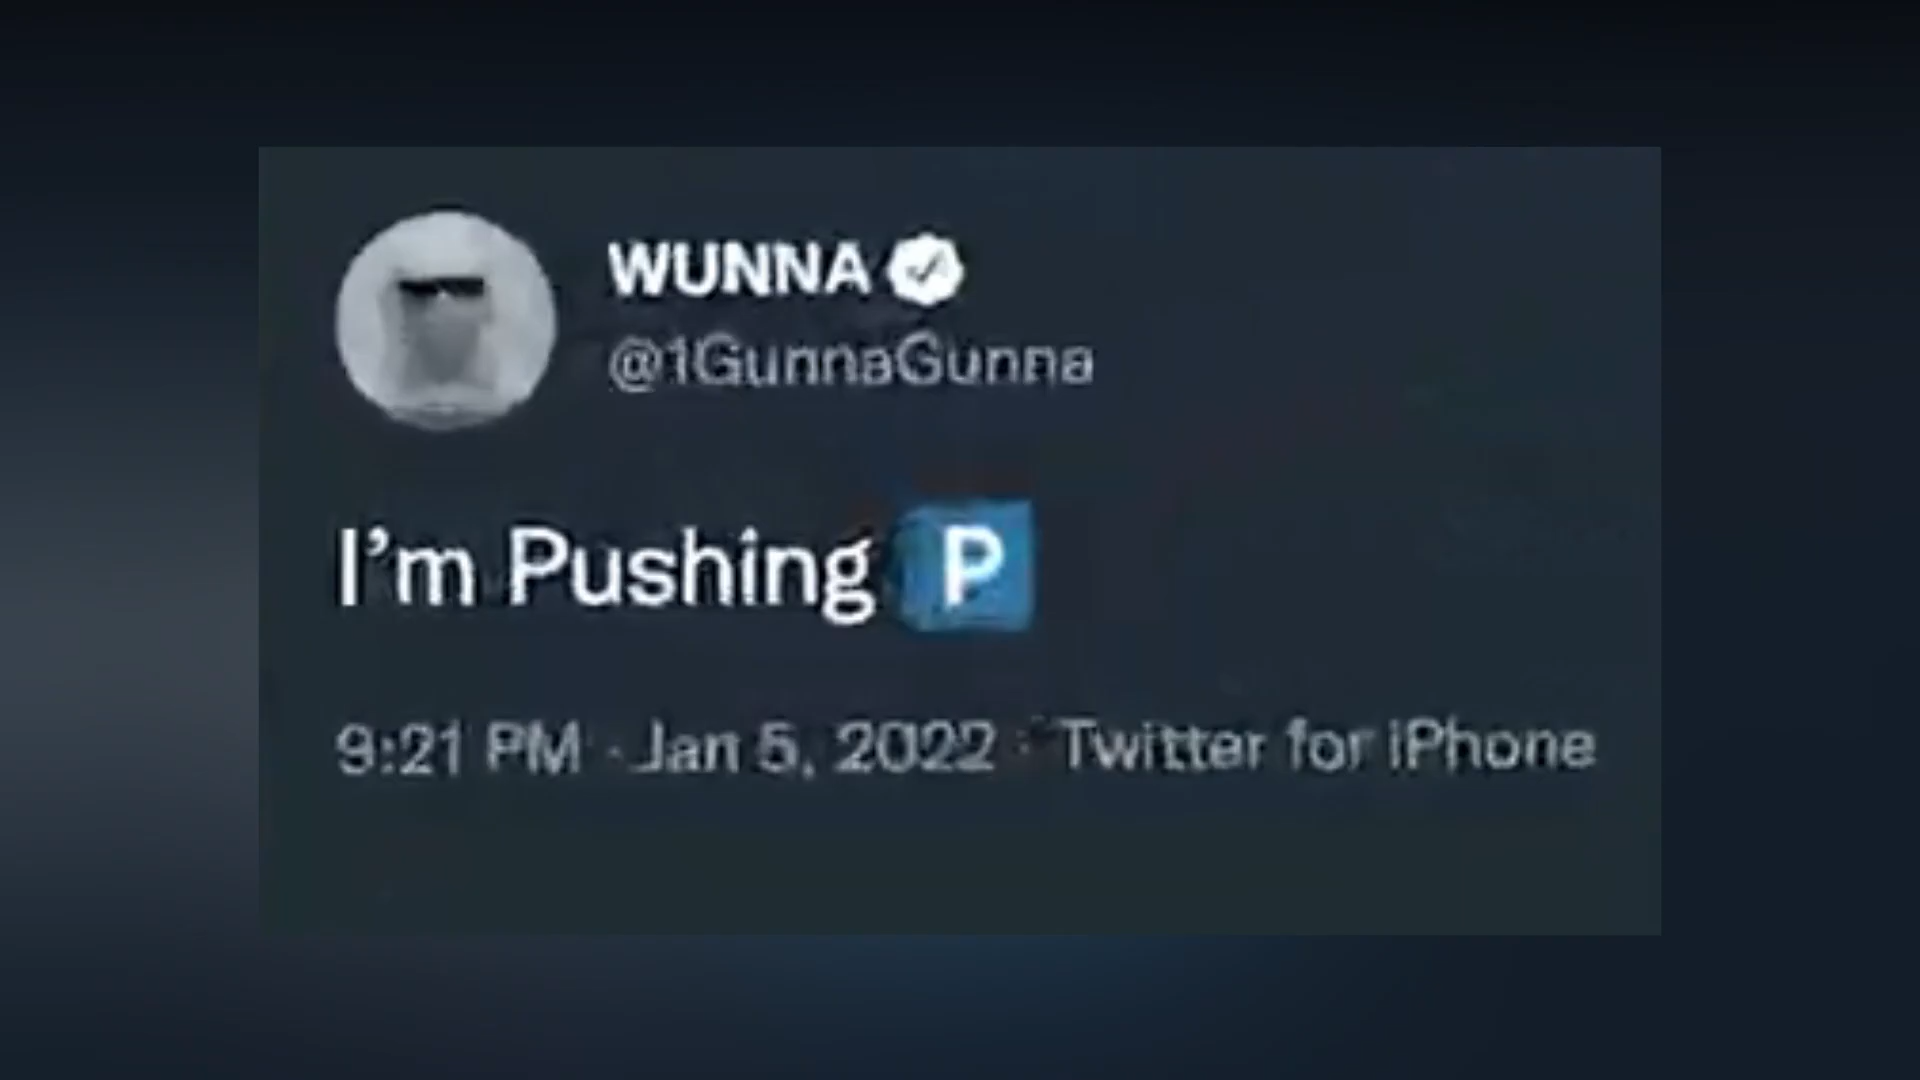 WUNNA
@1GunnaGunna
I'm Pushing 🅿️
9:21 PM · Jan 5, 2022 · Twitter for iPhone